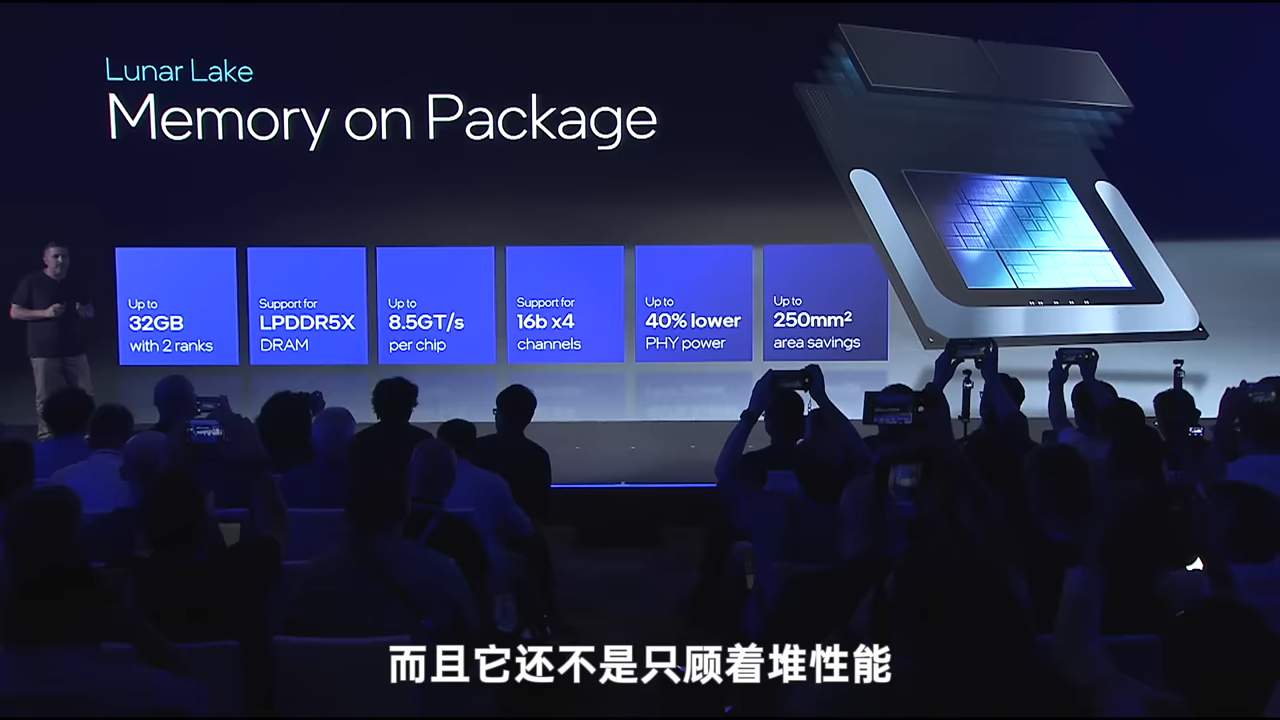 Lunar Lake
Memory on Package
Up to
32GB
with 2 ranks
Support for
LPDDR5X
DRAM
Up to
8.5GT/s
per chip
Support for
16b x4
channels
Up to
40% lower
PHY power
Up to
250mm²
area savings
而且它还不是只顾着堆性能